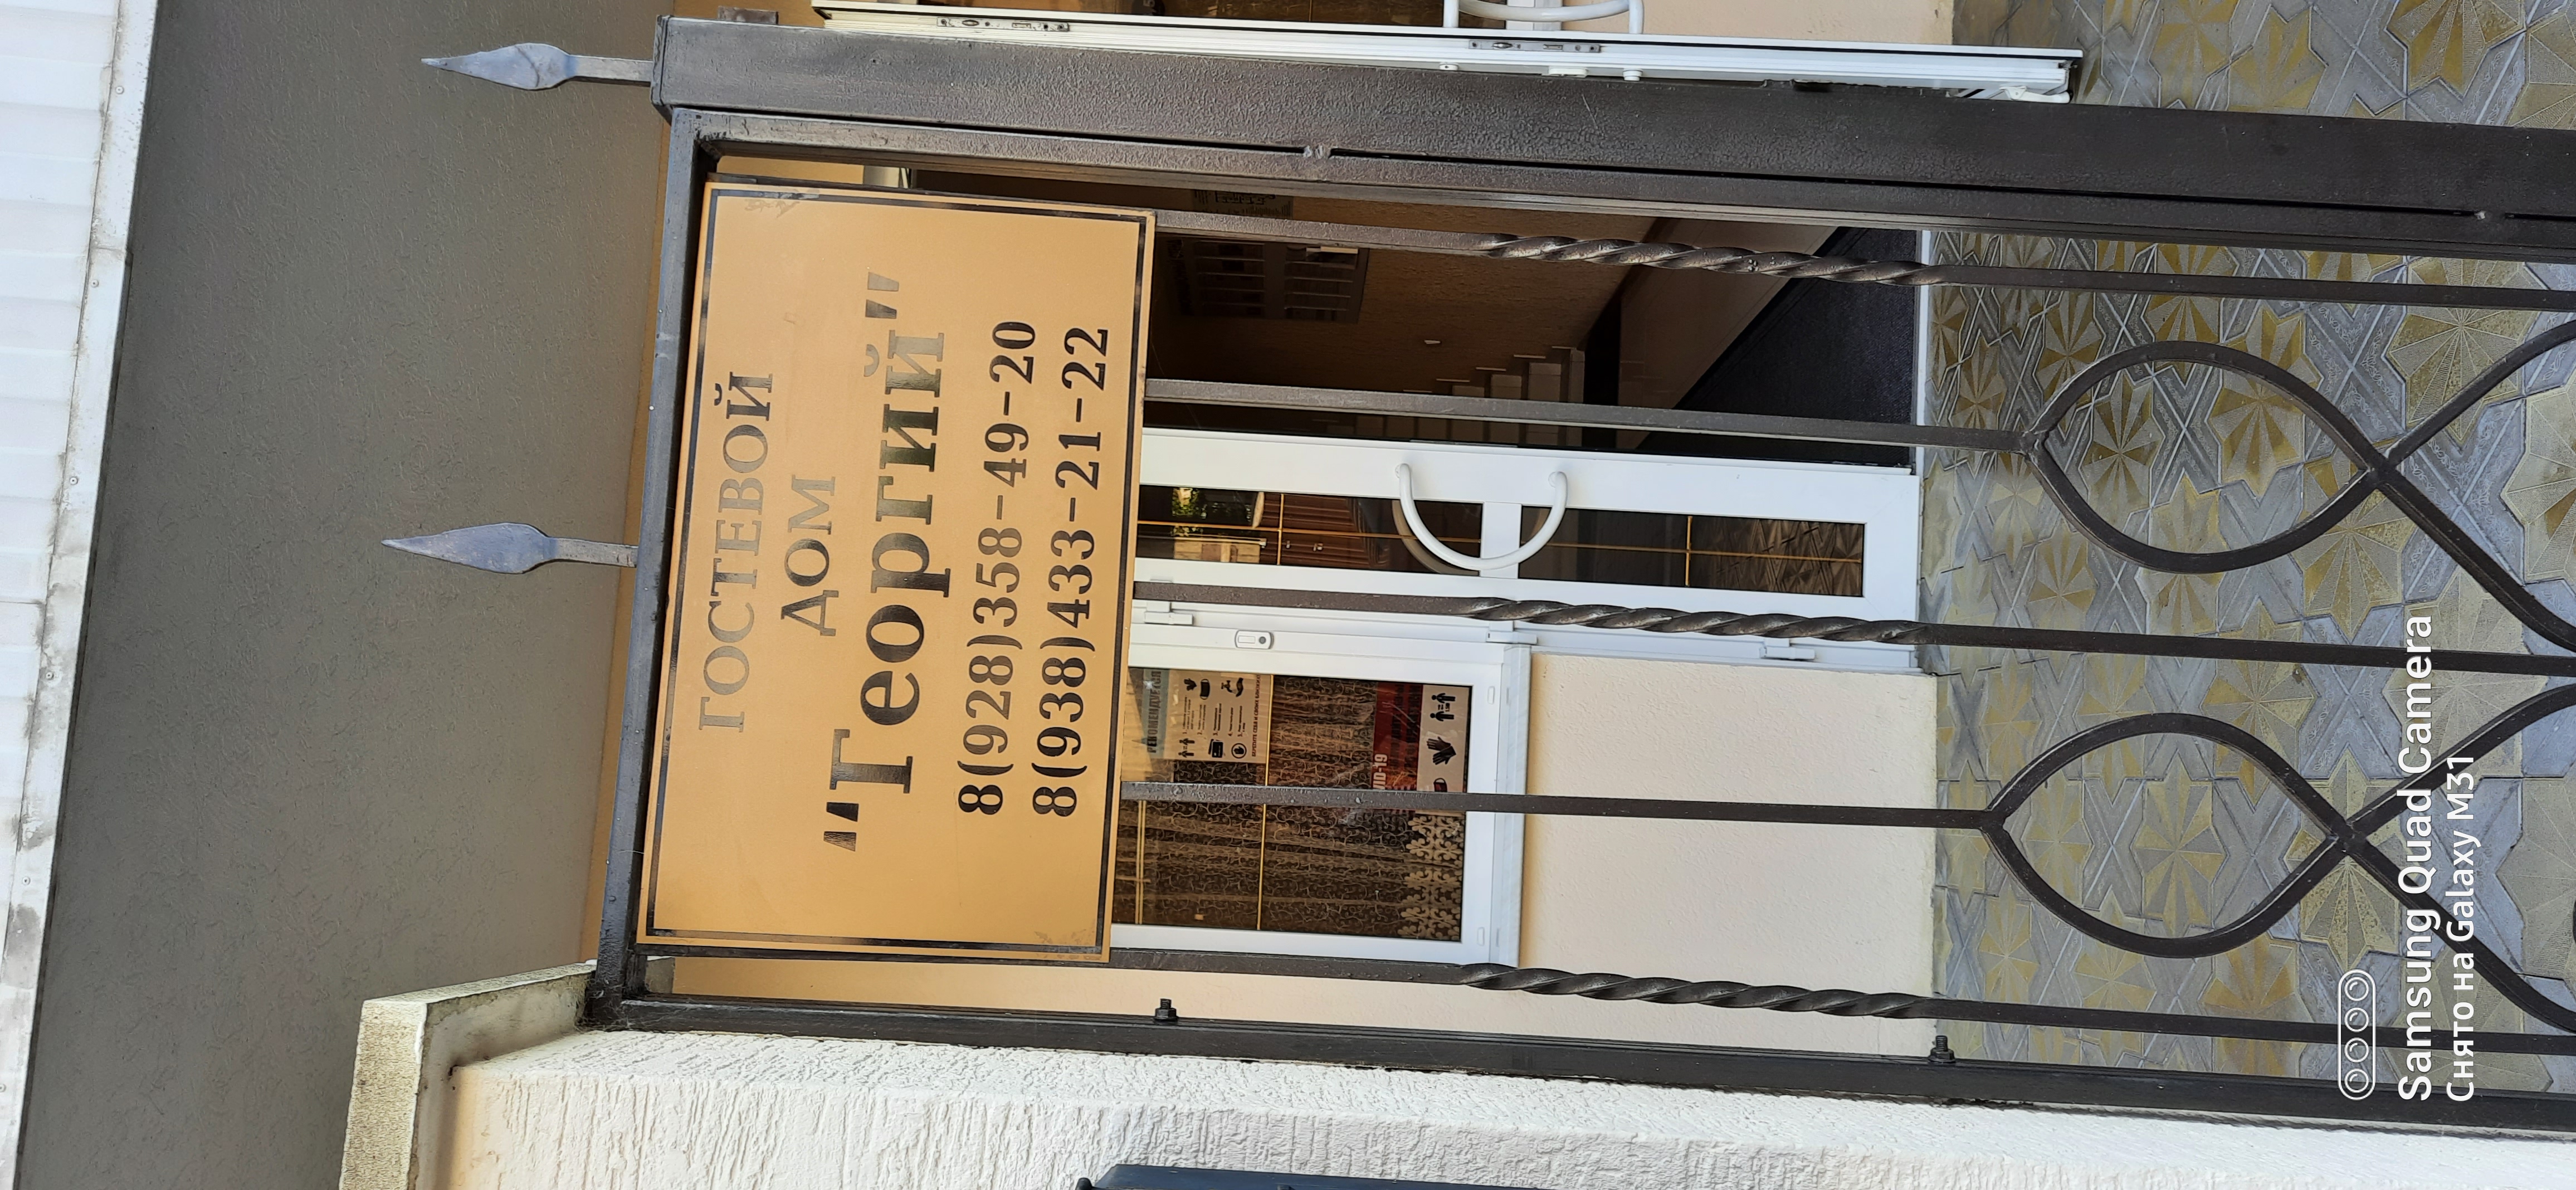 ГОСТЕВОЙ
ДОМ
"Георгий"
8(928)358-49-20
8(938)433-21-22
РЕКОМЕНДУЕ
Samsung Quad Camera
Снято на Galaxy M31